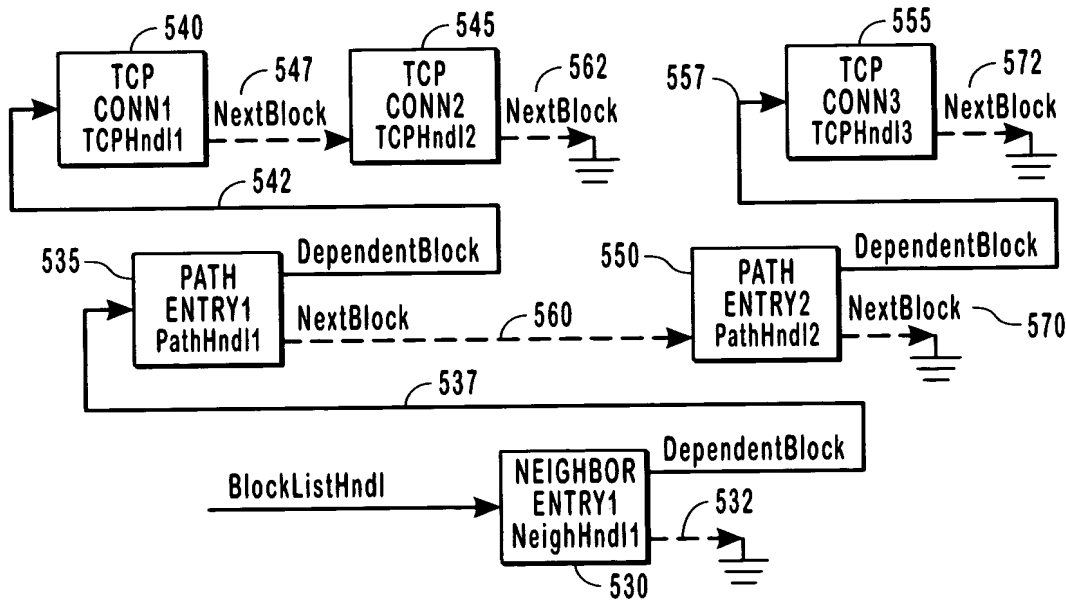 540
545
555
TCP
CONN1
TCPHndl1
547
NextBlock
TCP
CONN2
TCPHndl2
562
NextBlock
557
TCP
CONN3
TCPHndl3
572
NextBlock
542
535
PATH
ENTRY1
PathHndl1
DependentBlock
NextBlock
560
550
PATH
ENTRY2
PathHndl2
DependentBlock
NextBlock
570
537
BlockListHndl
NEIGHBOR
ENTRY1
NeighHndl1
DependentBlock
532
530